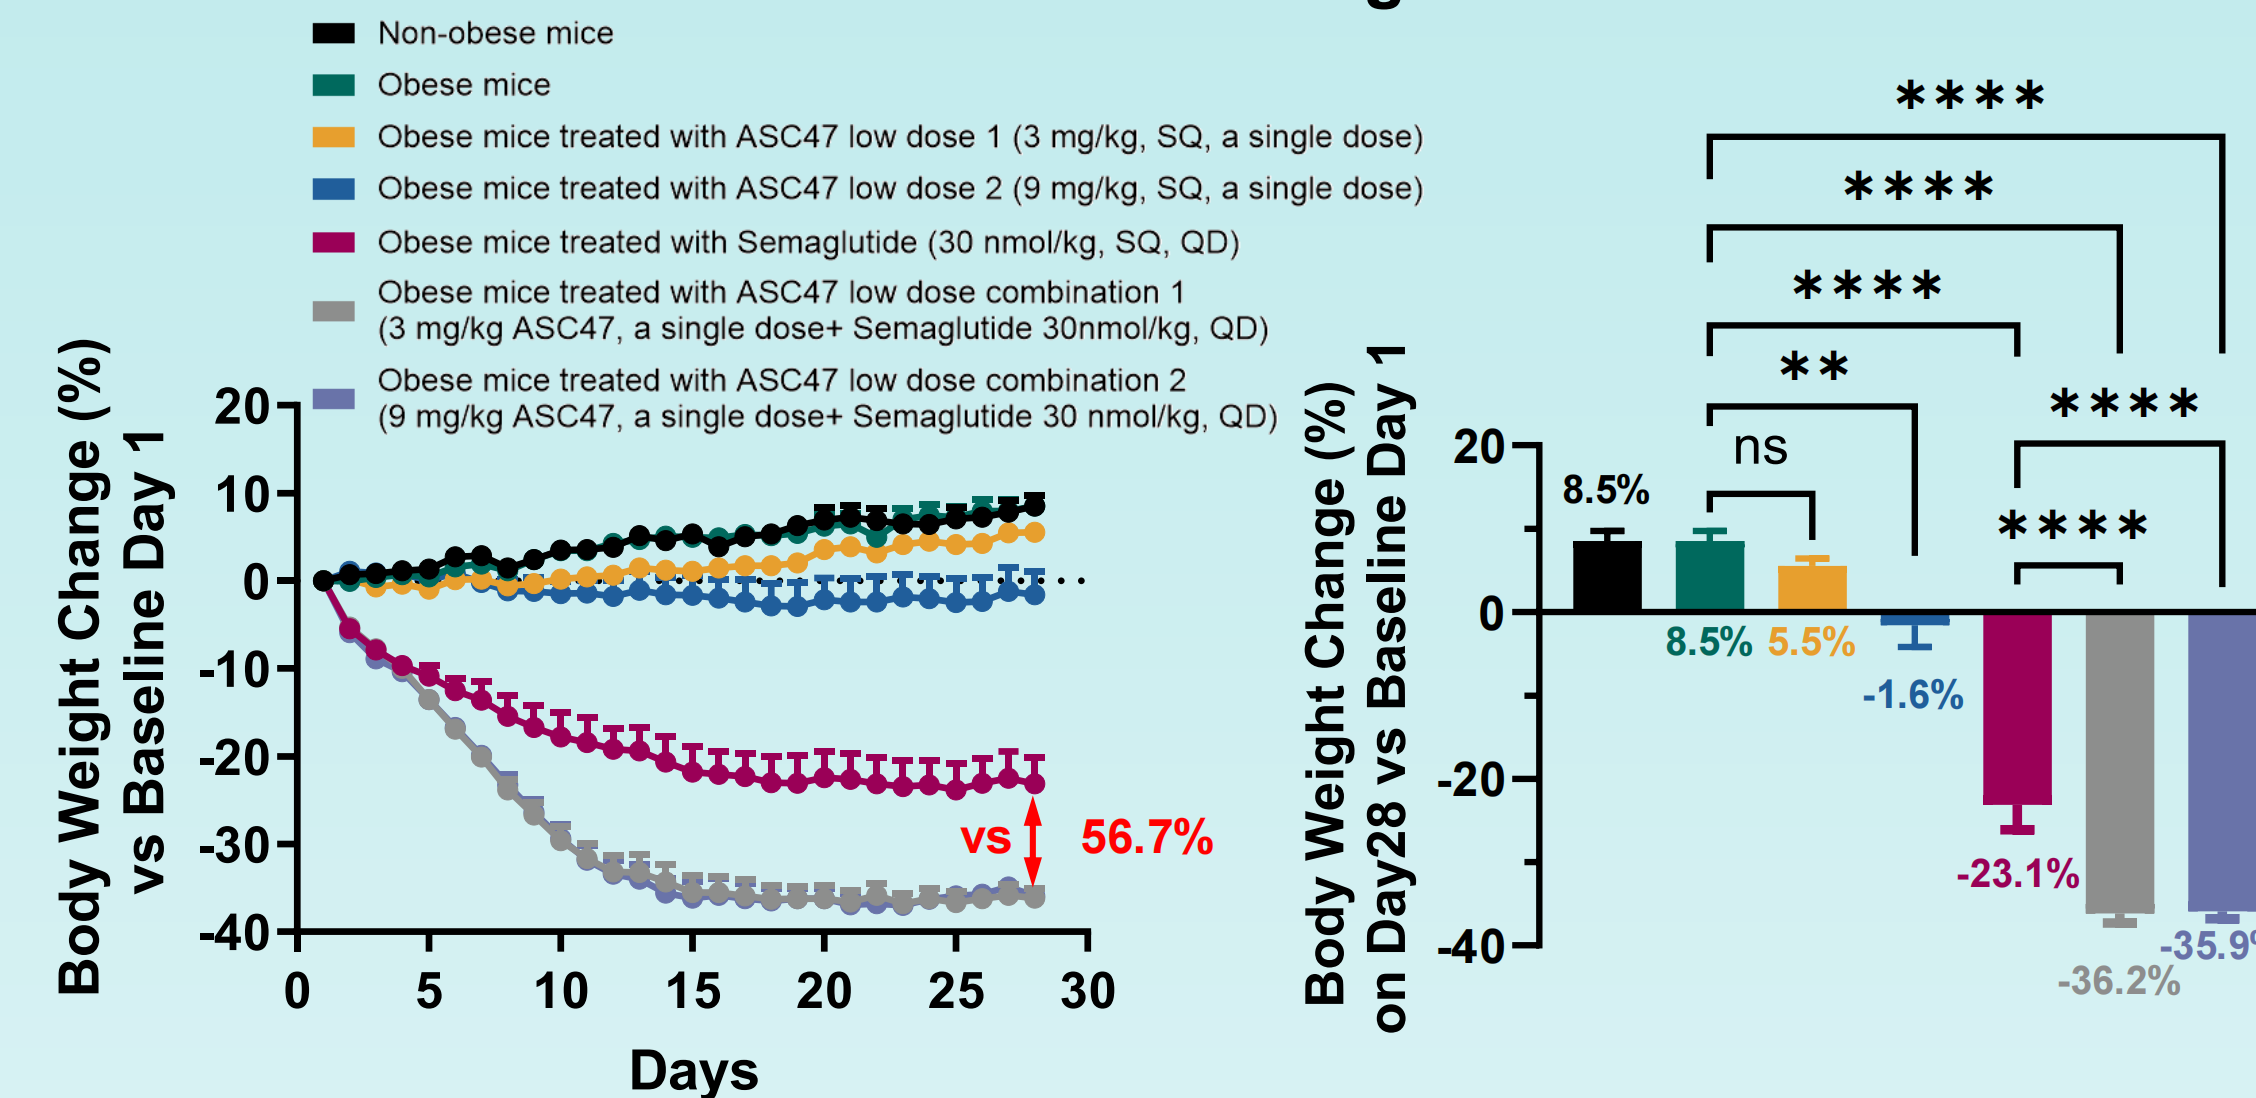 g
Non-obese mice
Obese mice
Obese mice treated with ASC47 low dose 1 (3 mg/kg, SQ, a single dose)
Obese mice treated with ASC47 low dose 2 (9 mg/kg, SQ, a single dose)
Obese mice treated with Semaglutide (30 nmol/kg, SQ, QD)
Obese mice treated with ASC47 low dose combination 1
(3 mg/kg ASC47, a single dose+ Semaglutide 30nmol/kg, QD)
Obese mice treated with ASC47 low dose combination 2
(9 mg/kg ASC47, a single dose+ Semaglutide 30 nmol/kg, QD)
Body Weight Change (%)
vs Baseline Day 1
20
10
0
-10
-20
-30
-40
vs 56.7%
0 5 10 15 20 25 30
Days
Body Weight Change (%)
on Day28 vs Baseline Day 1
20
0
-20
-40
****
****
****
**
ns
****
****
8.5%
8.5%
5.5%
-1.6%
-23.1%
-36.2%
-35.9%